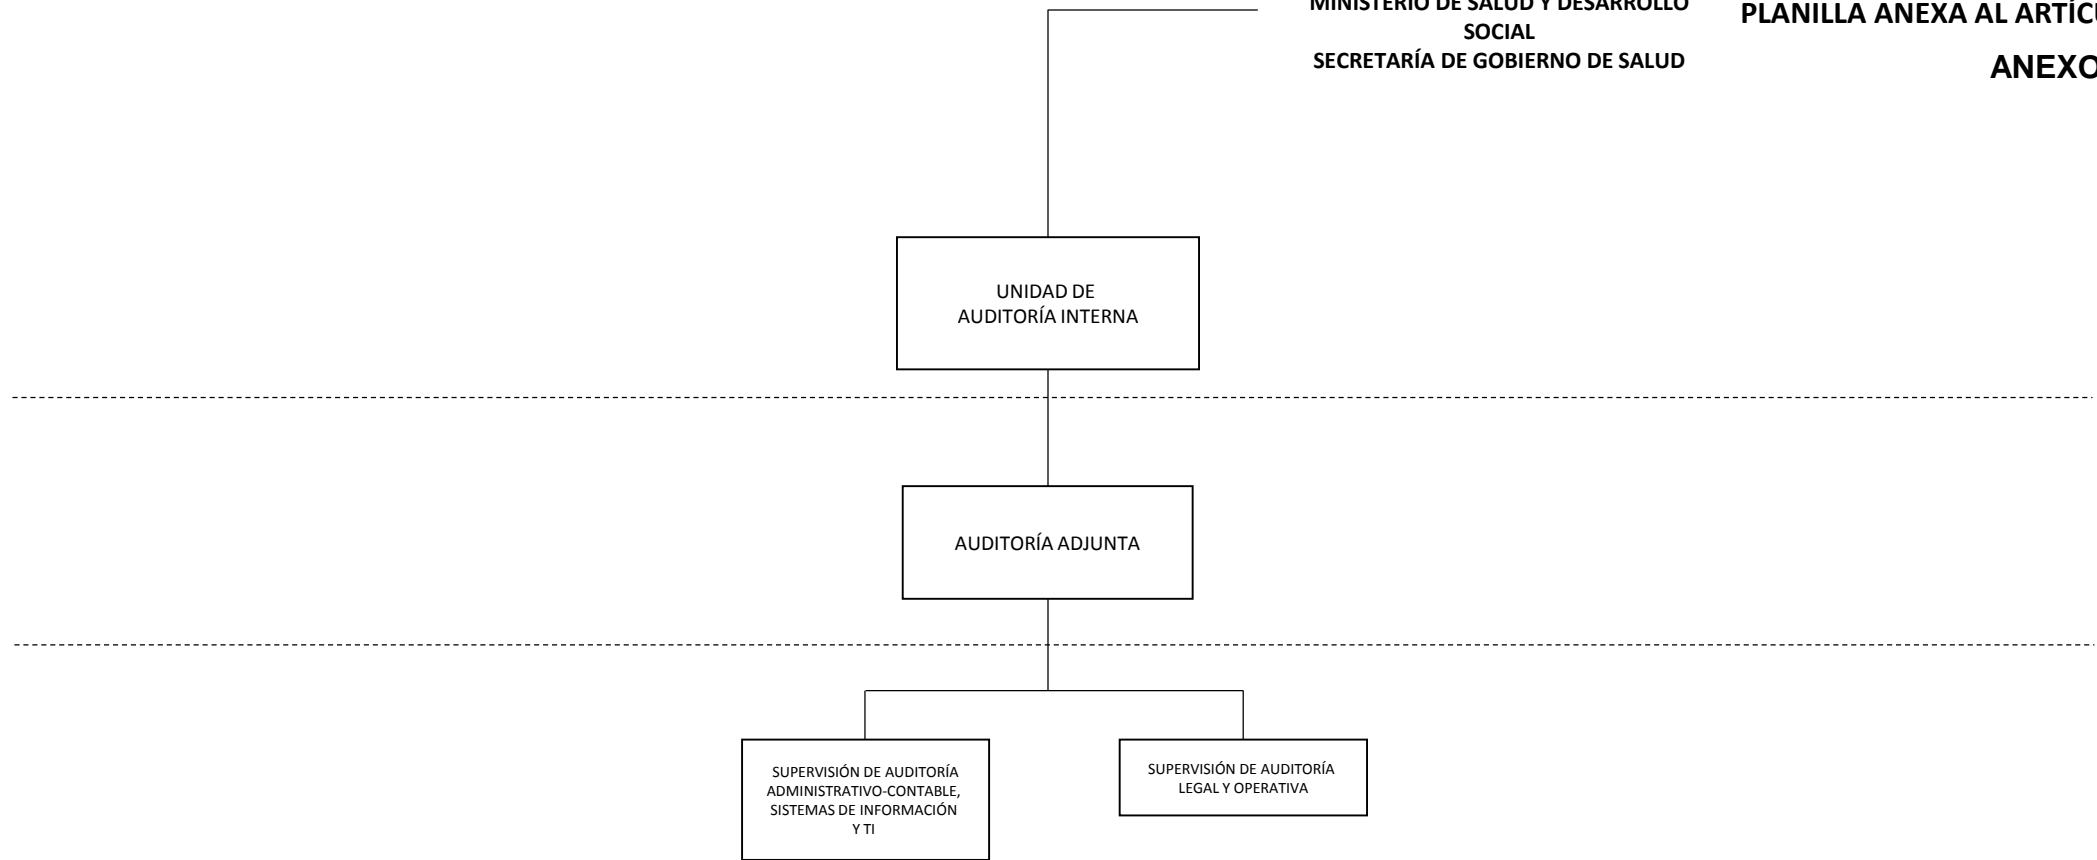 MINISTERIO DE SALUD Y DESARROLLO
SOCIAL
SECRETARÍA DE GOBIERNO DE SALUD
PLANILLA ANEXA AL
ANEXO
UNIDAD DE
AUDITORÍA INTERNA
AUDITORÍA ADJUNTA
SUPERVISIÓN DE AUDITORÍA
ADMINISTRATIVO-CONTABLE,
SISTEMAS DE INFORMACIÓN
Y TI
SUPERVISIÓN DE AUDITORÍA
LEGAL Y OPERATIVA